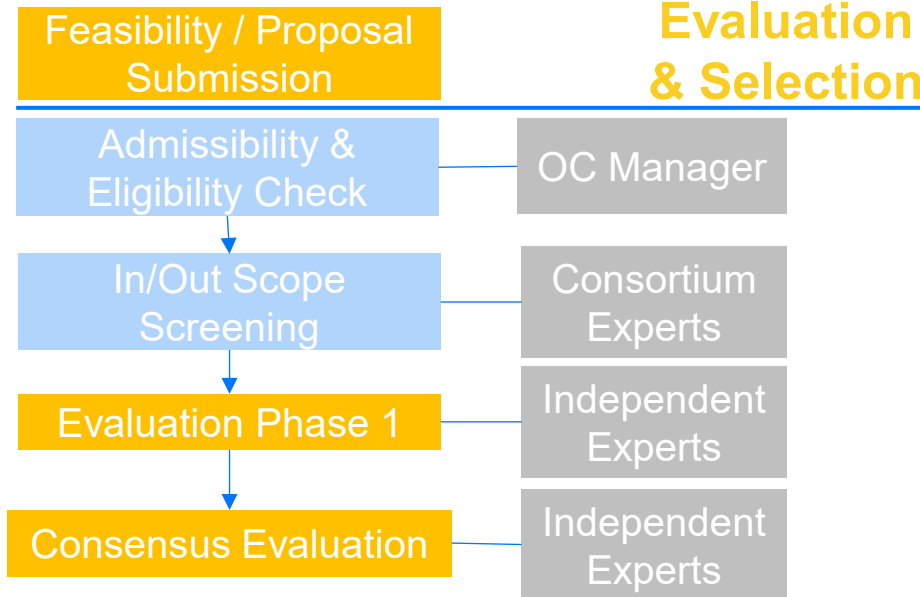 Feasibility / Proposal
Submission
Evaluation
& Selection
Admissibility &
Eligibility Check
OC Manager
In/Out Scope
Screening
Consortium
Experts
Evaluation Phase 1
Independent
Experts
Consensus Evaluation
Independent
Experts